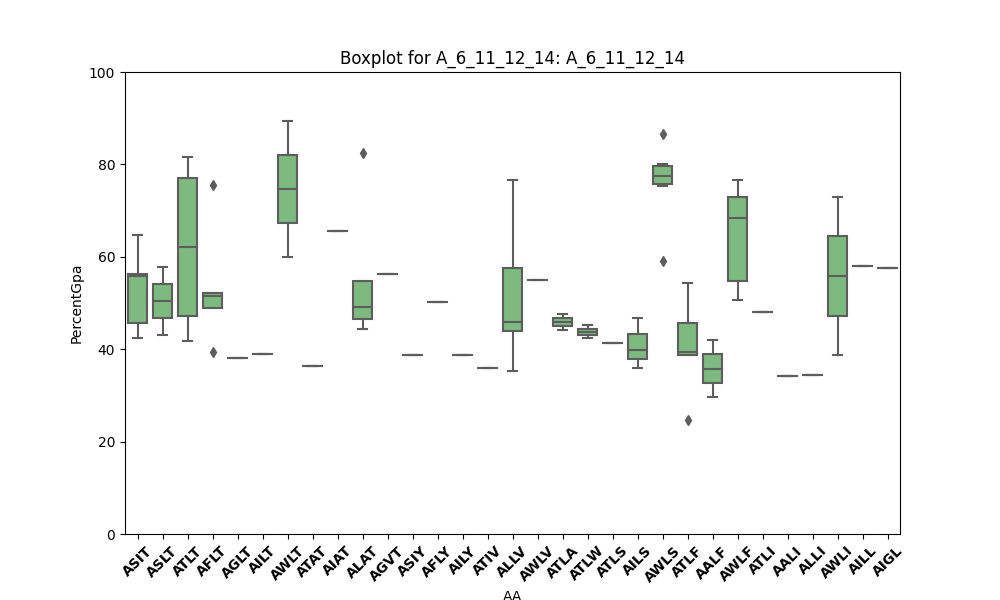 Boxplot for A_6_11_12_14: A_6_11_12_14
PercentGpa
100
80
60
40
20
0
ASIT ASLT ATLT AFLT AGLT AILT AWLT ATAT AIAT ALAT AGVT ASIY AFLY AILY ATIV ALLV AWLV ATLA ATLW ATLS AILS AWLS ATLF AALF AWLF ATLI AALI ALLI AWLI AILL AIGL
AA